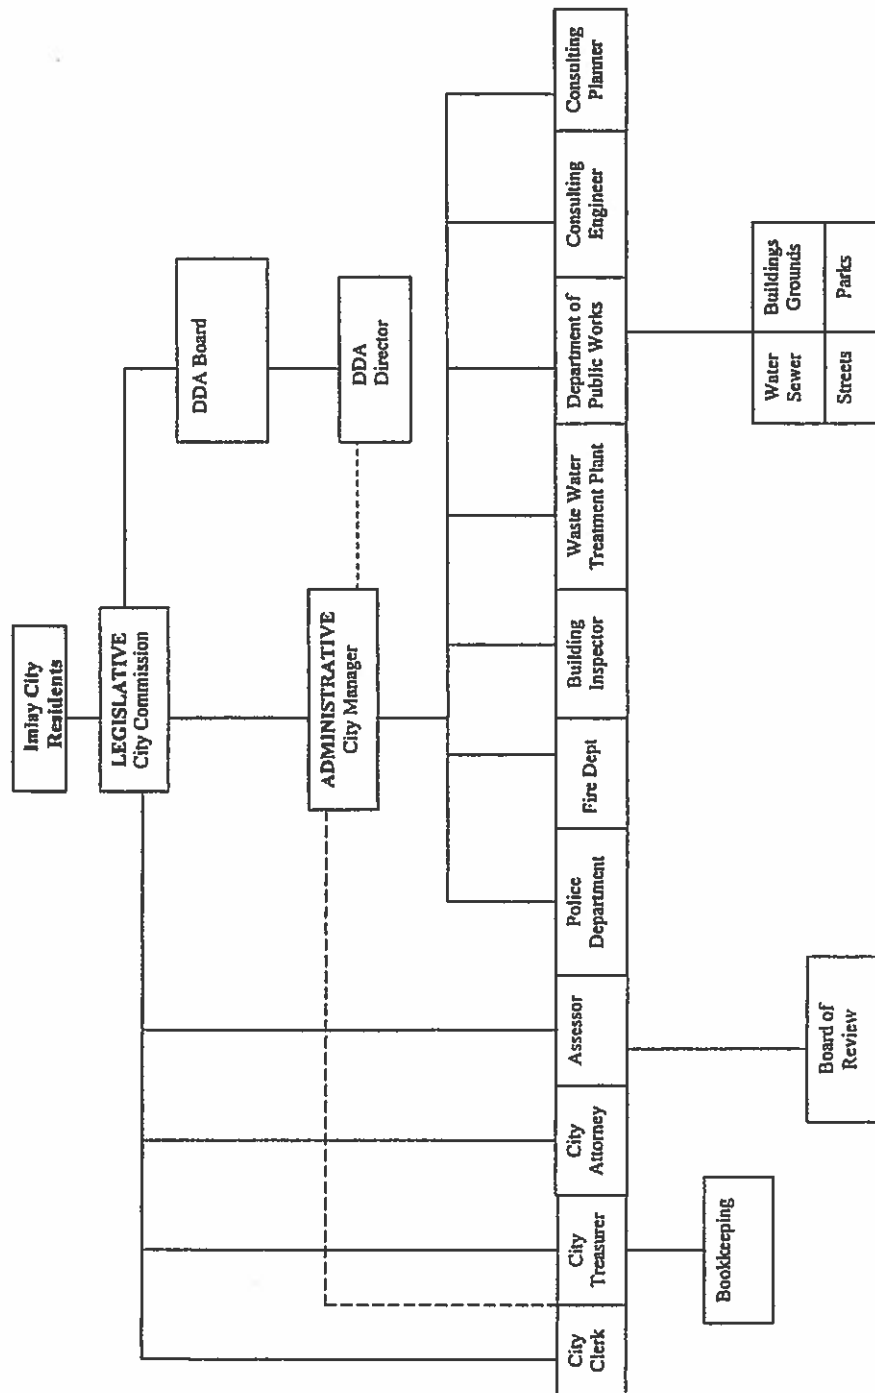 Imlay City
Residents
LEGISLATIVE
City Commission
DDA Board
ADMINISTRATIVE
City Manager
DDA
Director
City
Clerk
City
Treasurer
City
Attorney
Assessor
Police
Department
Fire Dept
Building
Inspector
Waste Water
Treatment Plant
Department of
Public Works
Consulting
Engineer
Consulting
Planner
Bookkeeping
Board of
Review
Water
Sewer
Buildings
Grounds
Streets
Parks